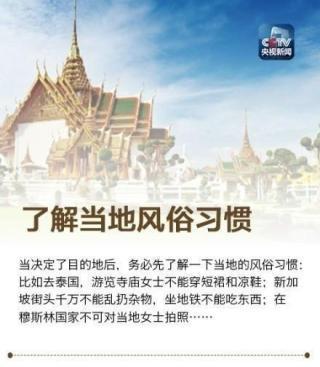 CCTV
央视新闻
了解当地风俗习惯
当决定了目的地后，务必先了解一下当地的风俗习惯：
比如去泰国，游览寺庙女士不能穿短裙和凉鞋；新加
坡街头千万不能乱扔杂物，坐地铁不能吃东西；在
穆斯林国家不可对当地女士拍照……